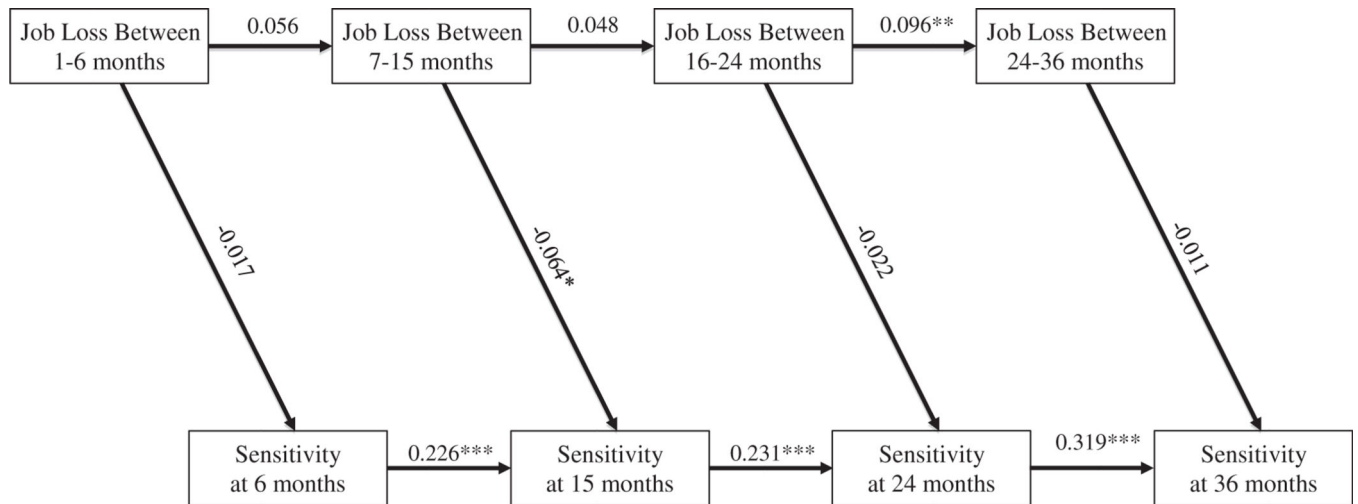 Job Loss Between
1-6 months
0.056
Job Loss Between
7-15 months
0.048
Job Loss Between
16-24 months
0.096**
Job Loss Between
24-36 months
-0.017
-0.064*
-0.022
-0.011
Sensitivity
at 6 months
0.226***
Sensitivity
at 15 months
0.231***
Sensitivity
at 24 months
0.319***
Sensitivity
at 36 months